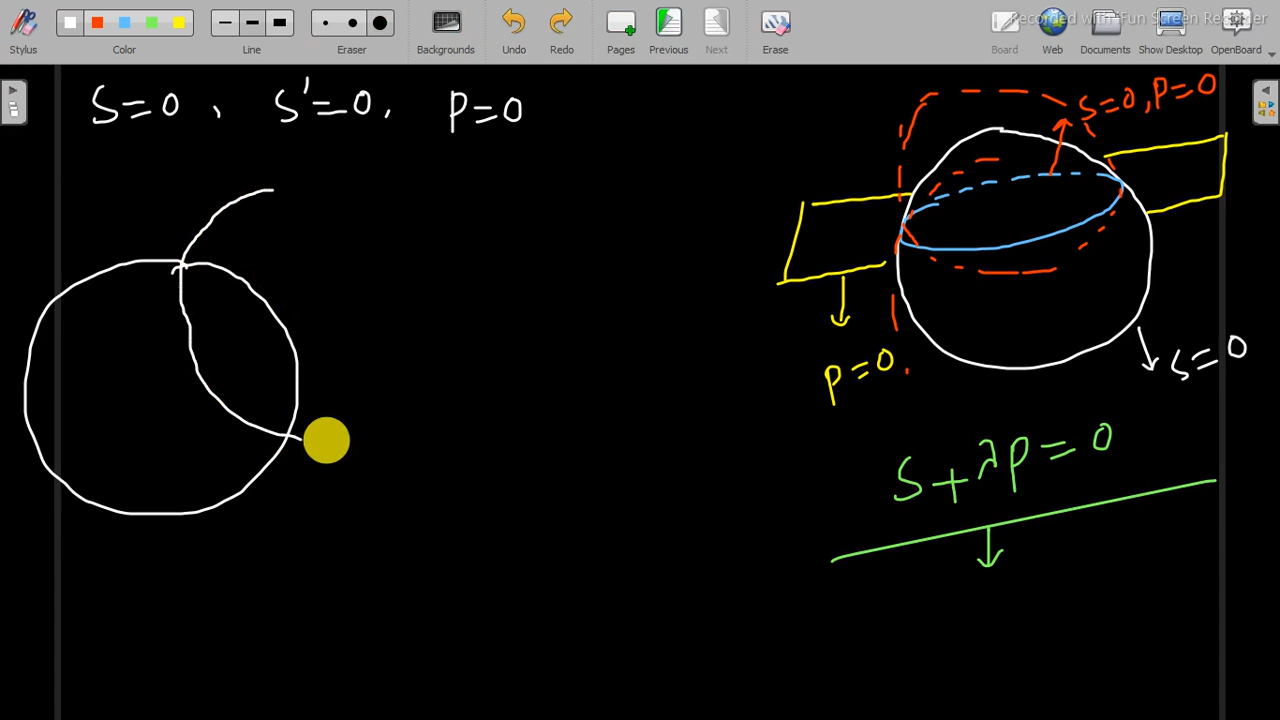 Recorded with iFun Screen Recorder
Stylus Color Line Eraser Backgrounds Undo Redo Pages Previous Next Erase Board Web Documents Show Desktop OpenBoard
S=0 , S'=0, P=0
S=0, P=0
P=0
S=0
S+λP=0